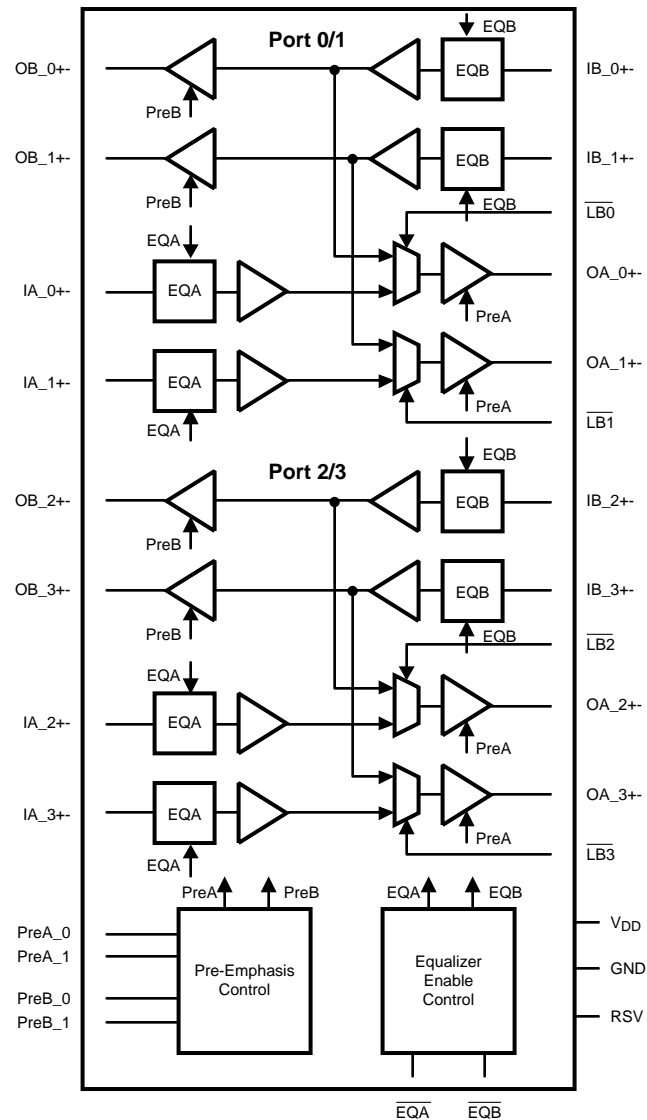 Port 0/1
EQB
OB_0+-
EQB
IB_0+-
PreB
OB_1+-
EQB
IB_1+-
PreB
EQB
LB0
EQA
IA_0+-
EQA
OA_0+-
PreA
IA_1+-
EQA
OA_1+-
EQA
PreA
LB1
Port 2/3
EQB
OB_2+-
EQB
IB_2+-
PreB
OB_3+-
EQB
IB_3+-
PreB
EQB
LB2
EQA
IA_2+-
EQA
OA_2+-
PreA
IA_3+-
EQA
OA_3+-
EQA
PreA
LB3
PreA
PreB
EQA
EQB
PreA_0
PreA_1
PreB_0
PreB_1
Pre-Emphasis
Control
Equalizer
Enable
Control
VDD
GND
RSV
EQA
EQB